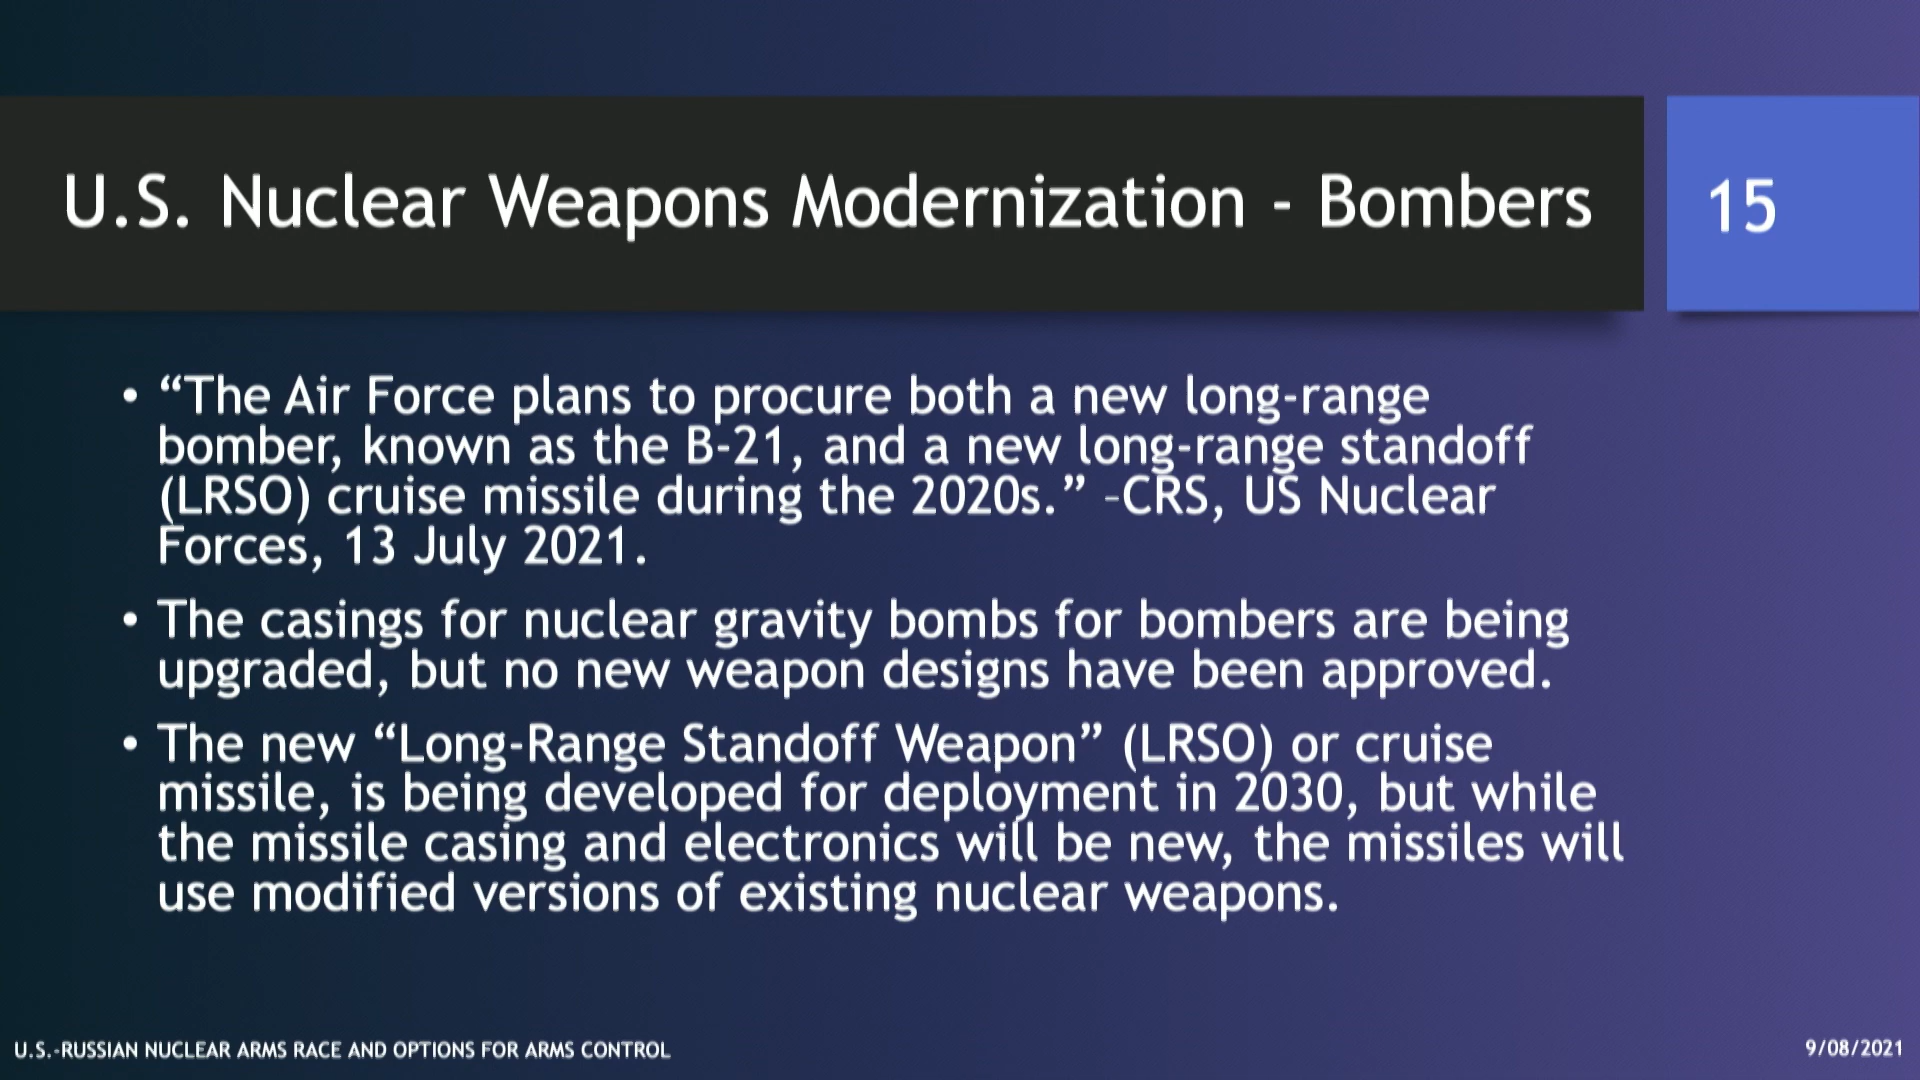 U.S. Nuclear Weapons Modernization - Bombers
15
• “The Air Force plans to procure both a new long-range
bomber, known as the B-21, and a new long-range standoff
(LRSO) cruise missile during the 2020s.” –CRS, US Nuclear
Forces, 13 July 2021.
• The casings for nuclear gravity bombs for bombers are being
upgraded, but no new weapon designs have been approved.
• The new “Long-Range Standoff Weapon” (LRSO) or cruise
missile, is being developed for deployment in 2030, but while
the missile casing and electronics will be new, the missiles will
use modified versions of existing nuclear weapons.
U.S.-RUSSIAN NUCLEAR ARMS RACE AND OPTIONS FOR ARMS CONTROL
9/08/2021